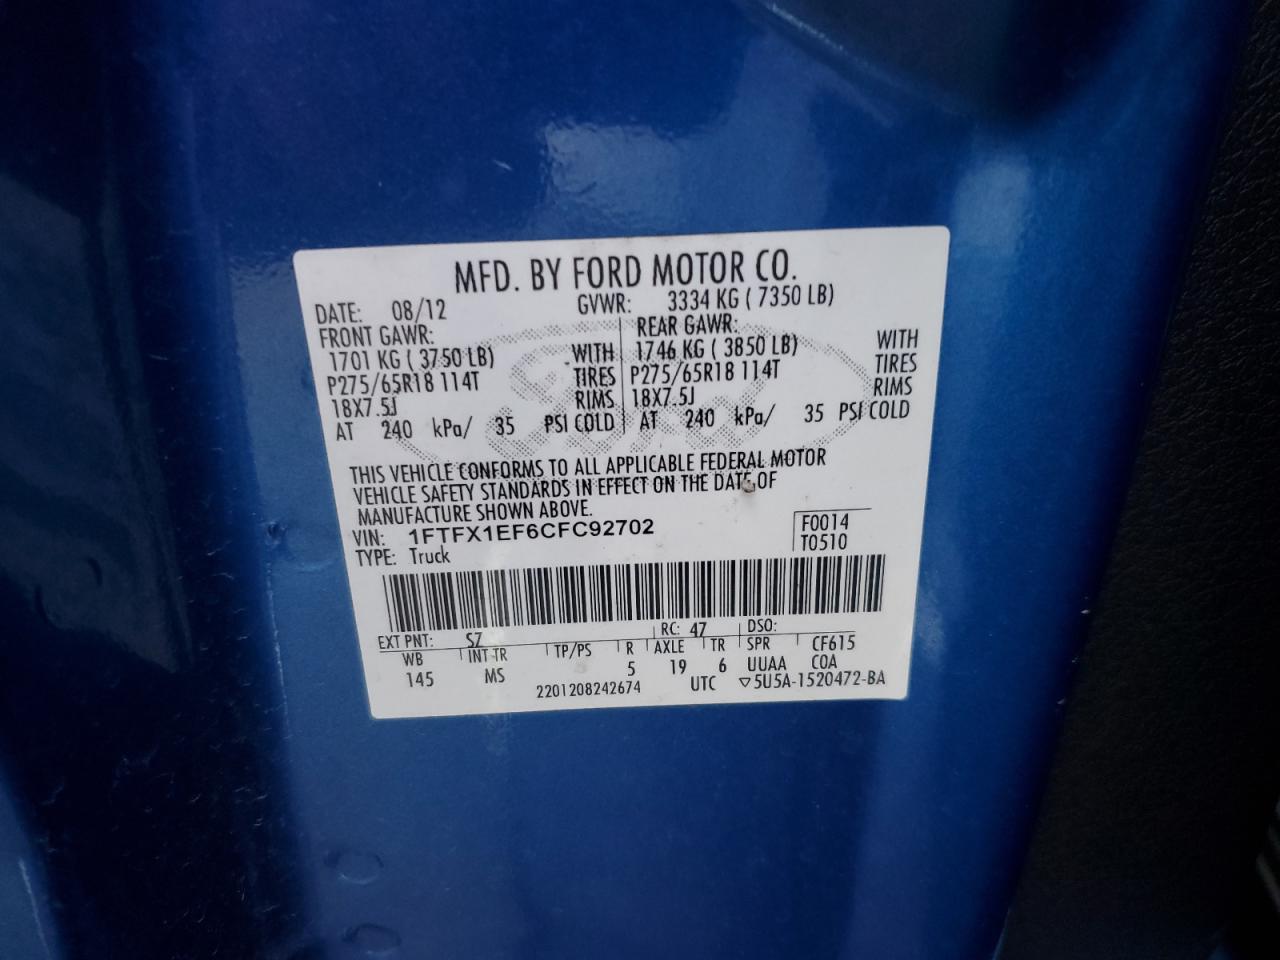 MFD. BY FORD MOTOR CO.
DATE: 08/12 GVWR: 3334 KG ( 7350 LB)
FRONT GAWR: REAR GAWR:
1701 KG ( 3750 LB) WITH 1746 KG ( 3850 LB) WITH
P275/65R18 114T TIRES P275/65R18 114T TIRES
18X7.5J RIMS 18X7.5J RIMS
AT 240 kPa/ 35 PSI COLD AT 240 kPa/ 35 PSI COLD
Ford
THIS VEHICLE CONFORMS TO ALL APPLICABLE FEDERAL MOTOR
VEHICLE SAFETY STANDARDS IN EFFECT ON THE DATE OF
MANUFACTURE SHOWN ABOVE.
VIN: 1FTFX1EF6CFC92702 F0014
TYPE: Truck T0510
EXT PNT: SZ RC: 47 DSO:
WB INT TR TP/PS R AXLE TR SPR CF615
145 MS 5 19 6 UUAA COA
2201208242674 UTC ▽5U5A-1520472-BA